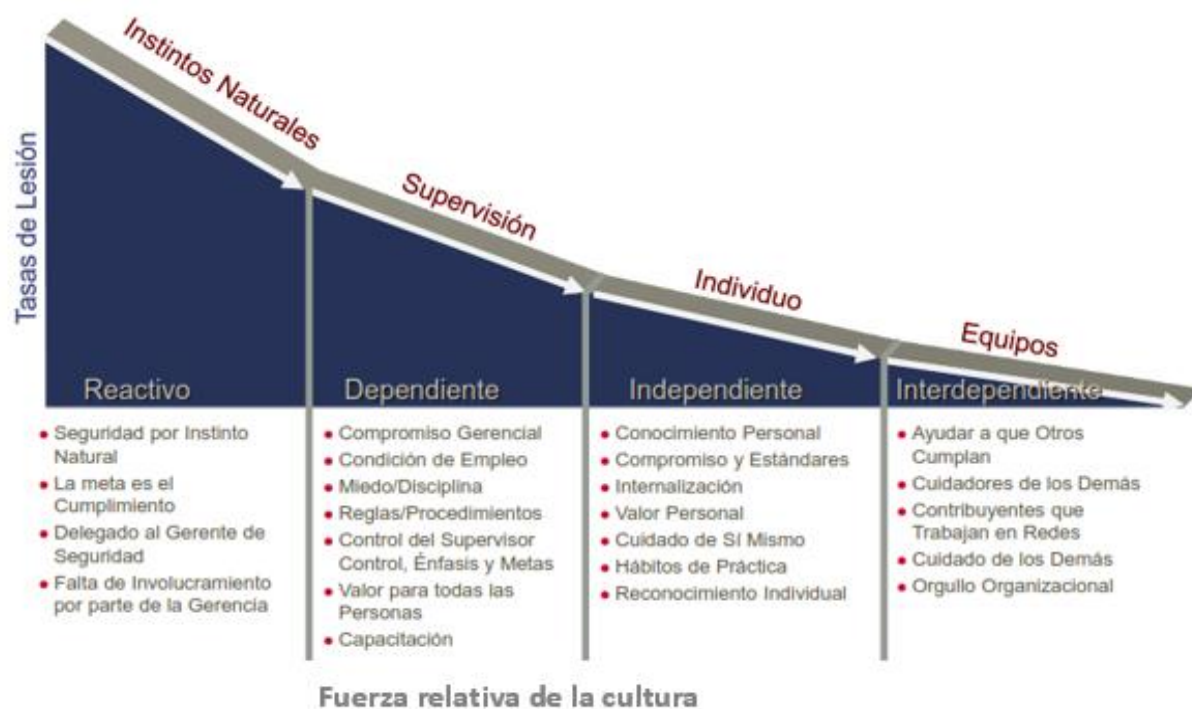 Instintos Naturales
Supervisión
Individuo
Equipos
Tasas de Lesión
Reactivo
Dependiente
Independiente
Interdependiente
• Seguridad por Instinto
Natural
• La meta es el
Cumplimiento
• Delegado al Gerente de
Seguridad
• Falta de Involucramiento
por parte de la Gerencia
• Compromiso Gerencial
• Condición de Empleo
• Miedo/Disciplina
• Reglas/Procedimientos
• Control del Supervisor
Control, Énfasis y Metas
• Valor para todas las
Personas
• Capacitación
• Conocimiento Personal
• Compromiso y Estándares
• Internalización
• Valor Personal
• Cuidado de Sí Mismo
• Hábitos de Práctica
• Reconocimiento Individual
• Ayudar a que Otros
Cumplan
• Cuidadores de los Demás
• Contribuyentes que
Trabajan en Redes
• Cuidado de los Demás
• Orgullo Organizacional
Fuerza relativa de la cultura